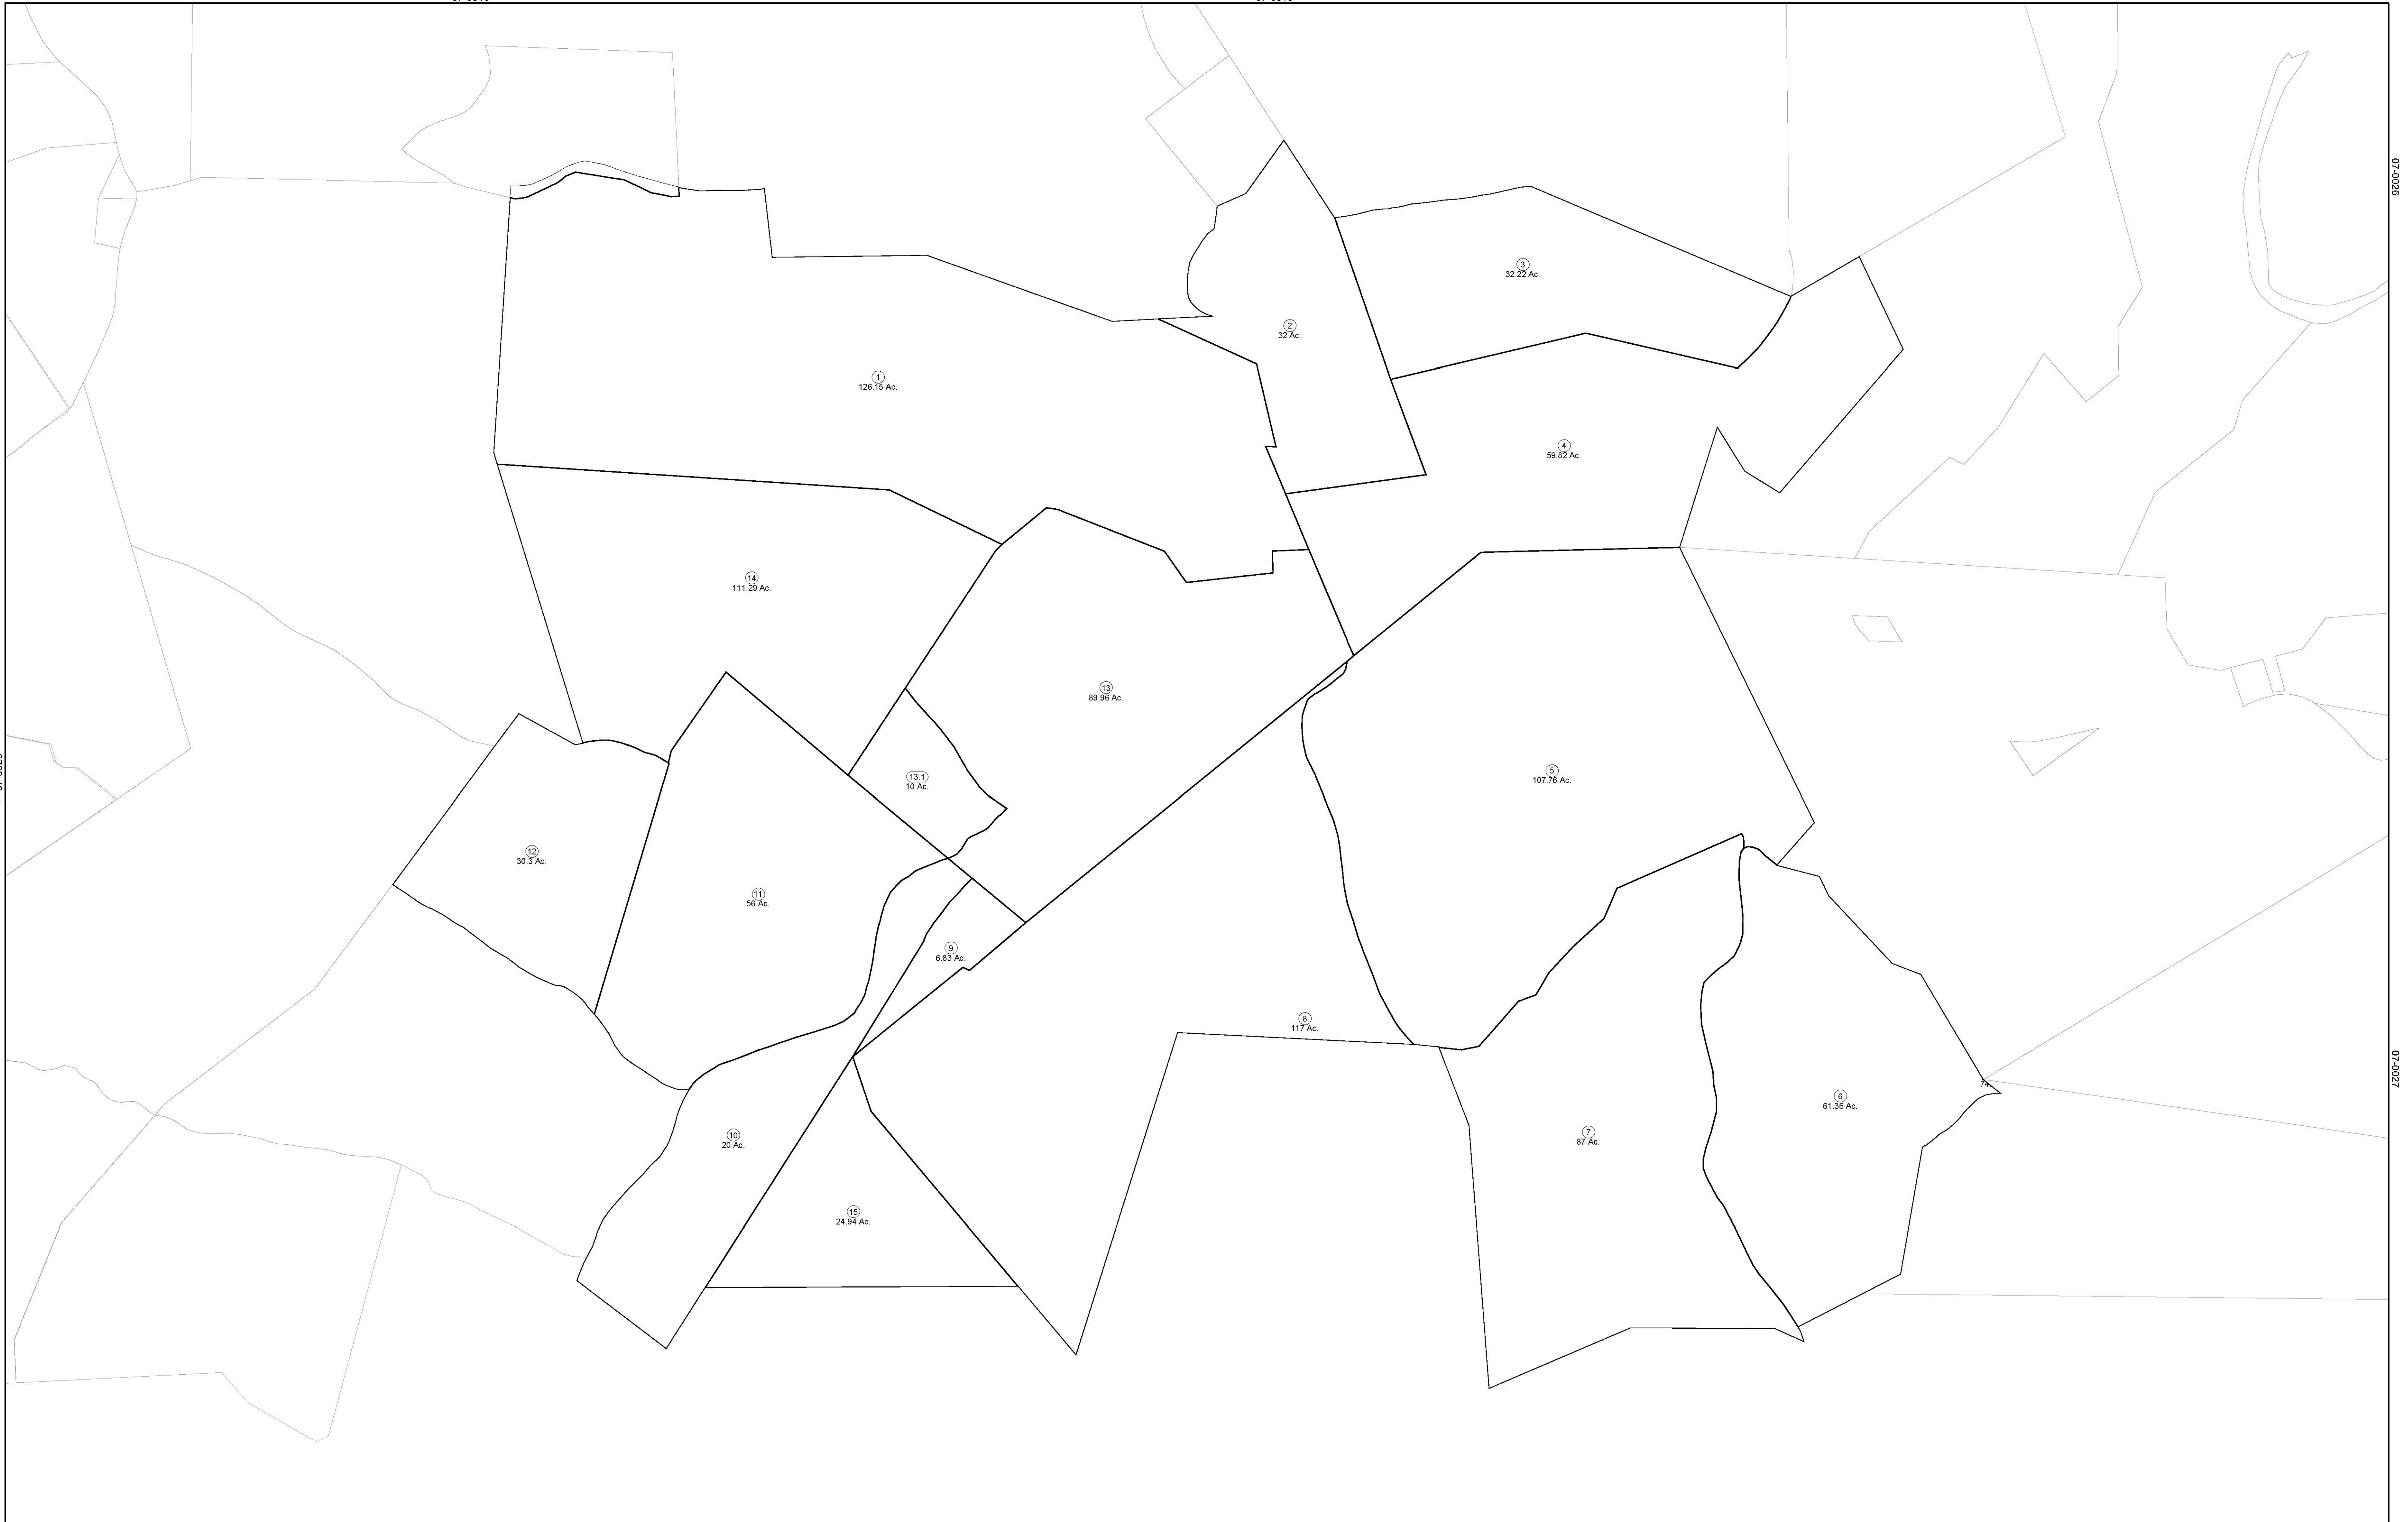 07-0026
3
32.22 Ac.
2
32 Ac.
1
126.15 Ac.
4
59.82 Ac.
14
111.29 Ac.
13
89.96 Ac.
5
107.76 Ac.
13.1
10 Ac.
12
30.3 Ac.
11
56 Ac.
9
6.83 Ac.
8
117 Ac.
07-0027
74
6
61.36 Ac.
10
20 Ac.
7
87 Ac.
15
24.94 Ac.